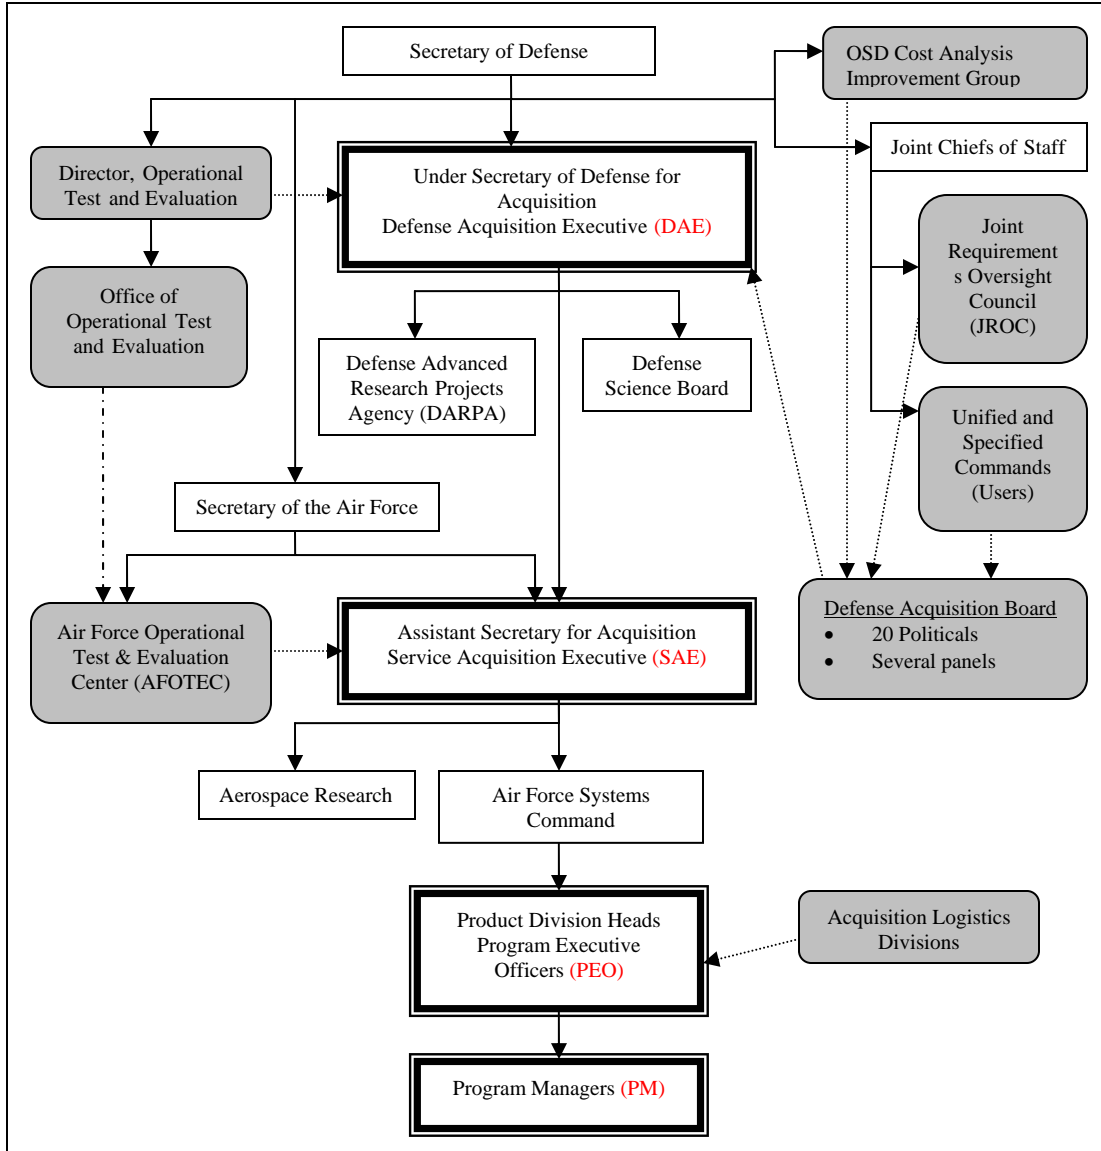 Secretary of Defense
OSD Cost Analysis
Improvement Group
Joint Chiefs of Staff
Director, Operational
Test and Evaluation
Under Secretary of Defense for
Acquisition
Defense Acquisition Executive (DAE)
Joint
Requirement
s Oversight
Council
(JROC)
Office of
Operational Test
and Evaluation
Defense Advanced
Research Projects
Agency (DARPA)
Defense
Science Board
Unified and
Specified
Commands
(Users)
Secretary of the Air Force
Air Force Operational
Test & Evaluation
Center (AFOTEC)
Assistant Secretary for Acquisition
Service Acquisition Executive (SAE)
Defense Acquisition Board
• 20 Politicals
• Several panels
Aerospace Research
Air Force Systems
Command
Product Division Heads
Program Executive
Officers (PEO)
Acquisition Logistics
Divisions
Program Managers (PM)